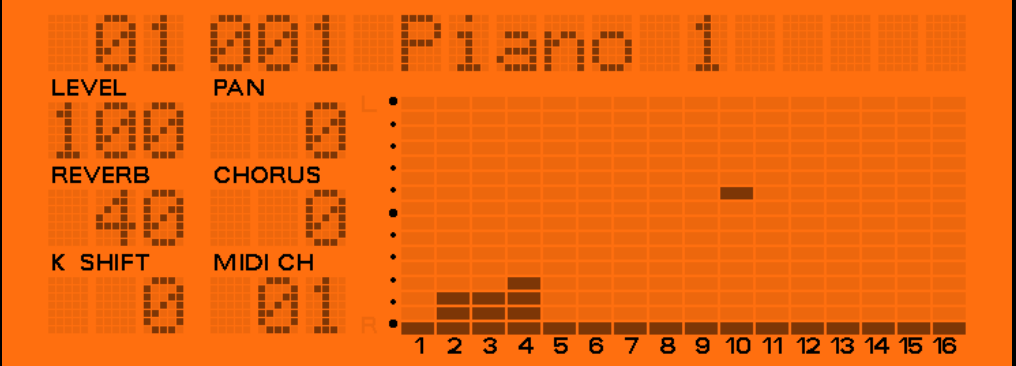 01 001 Piano 1
LEVEL PAN
L
100 0
REVERB CHORUS
40 0
K SHIFT MIDI CH
0 01
R
1 2 3 4 5 6 7 8 9 10 11 12 13 14 15 16